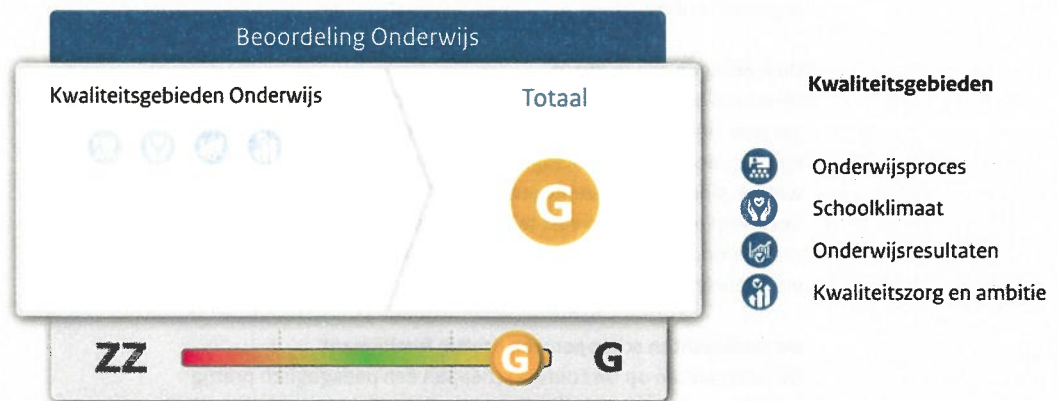 Beoordeling Onderwijs
Kwaliteitsgebieden Onderwijs
Totaal
G
ZZ
G
G
Kwaliteitsgebieden
Onderwijsproces
Schoolklimaat
Onderwijsresultaten
Kwaliteitszorg en ambitie